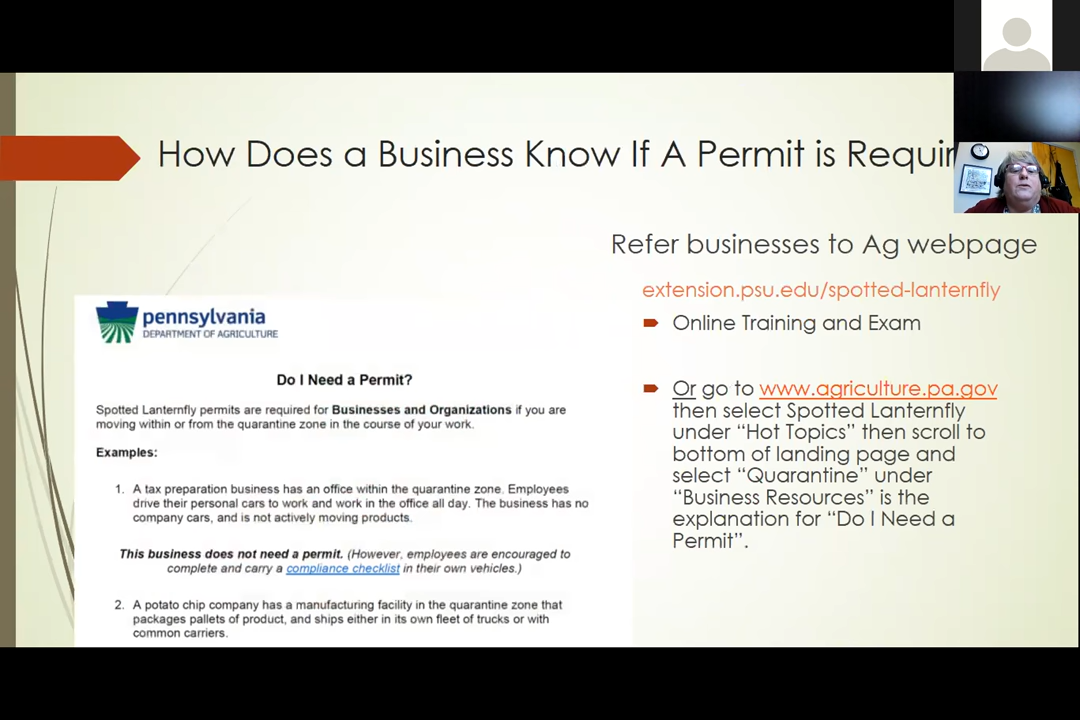 How Does a Business Know If A Permit is Requir
Refer businesses to Ag webpage
extension.psu.edu/spotted-lanternfly
Online Training and Exam
Or go to www.agriculture.pa.gov
then select Spotted Lanternfly
under “Hot Topics” then scroll to
bottom of landing page and
select “Quarantine” under
“Business Resources” is the
explanation for “Do I Need a
Permit”.
pennsylvania
DEPARTMENT OF AGRICULTURE
Do I Need a Permit?
Spotted Lanternfly permits are required for Businesses and Organizations if you are
moving within or from the quarantine zone in the course of your work.
Examples:
1. A tax preparation business has an office within the quarantine zone. Employees
drive their personal cars to work and work in the office all day. The business has no
company cars, and is not actively moving products.
This business does not need a permit. (However, employees are encouraged to
complete and carry a compliance checklist in their own vehicles.)
2. A potato chip company has a manufacturing facility in the quarantine zone that
packages pallets of product, and ships either in its own fleet of trucks or with
common carriers.